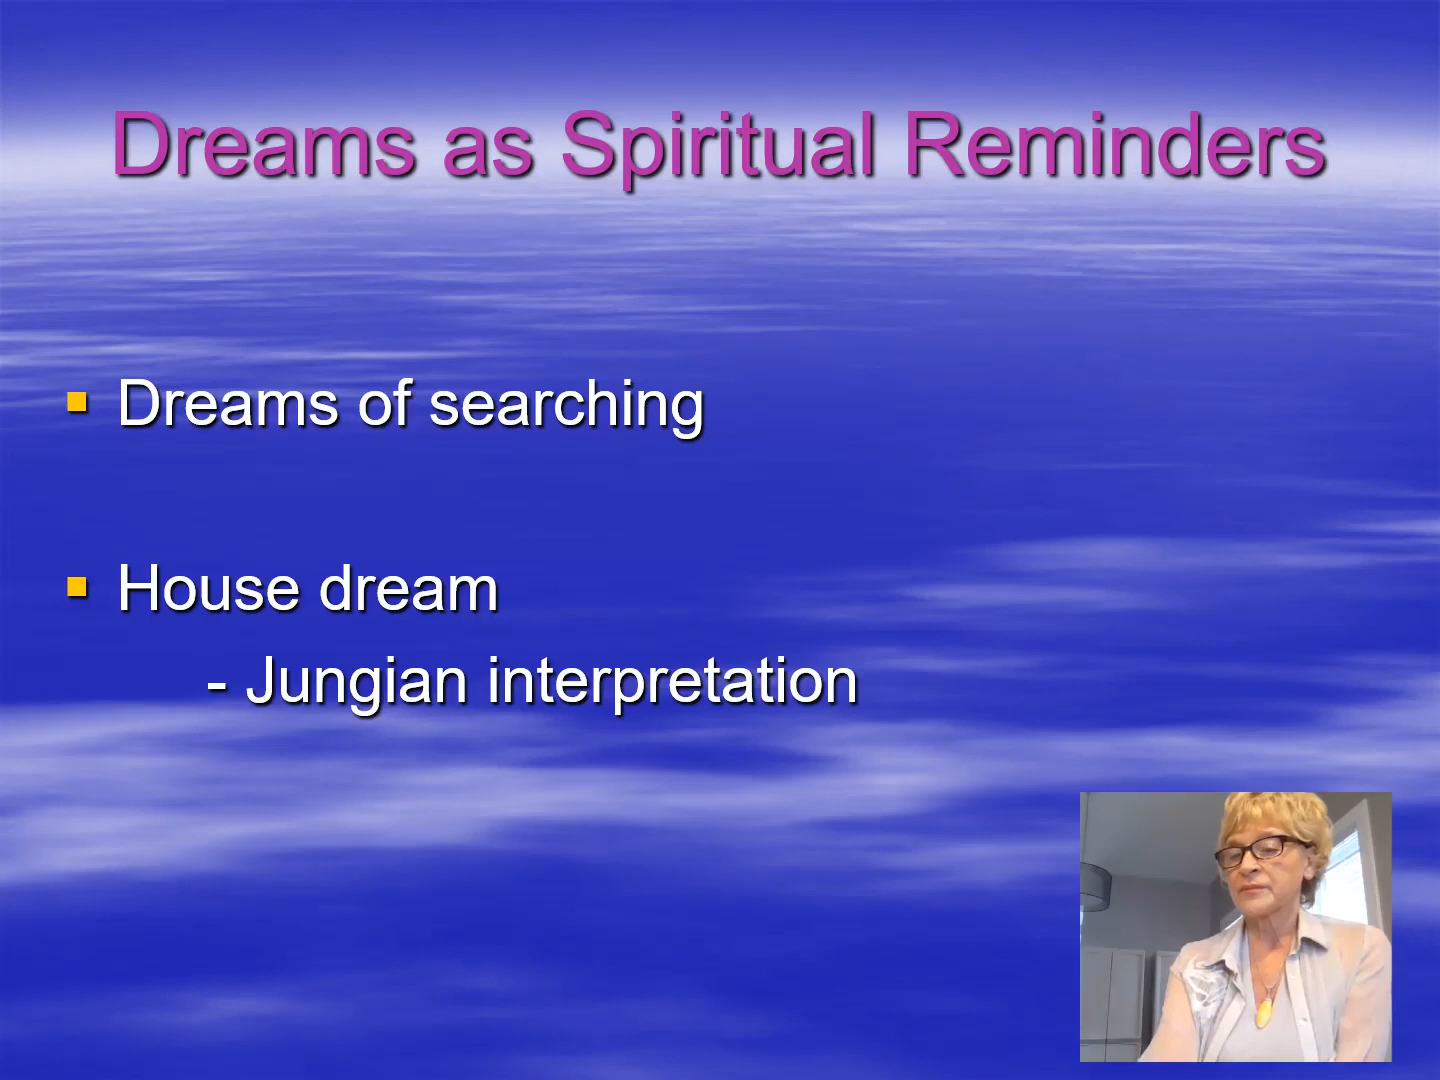 Dreams as Spiritual Reminders
▪ Dreams of searching
▪ House dream
- Jungian interpretation